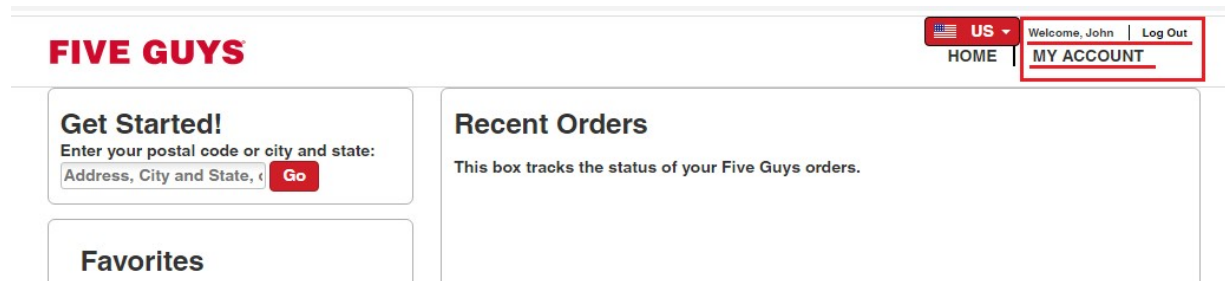 FIVE GUYS
US
Welcome, John | Log Out
HOME | MY ACCOUNT
Get Started!
Enter your postal code or city and state:
Address, City and State, Go
Recent Orders
This box tracks the status of your Five Guys orders.
Favorites